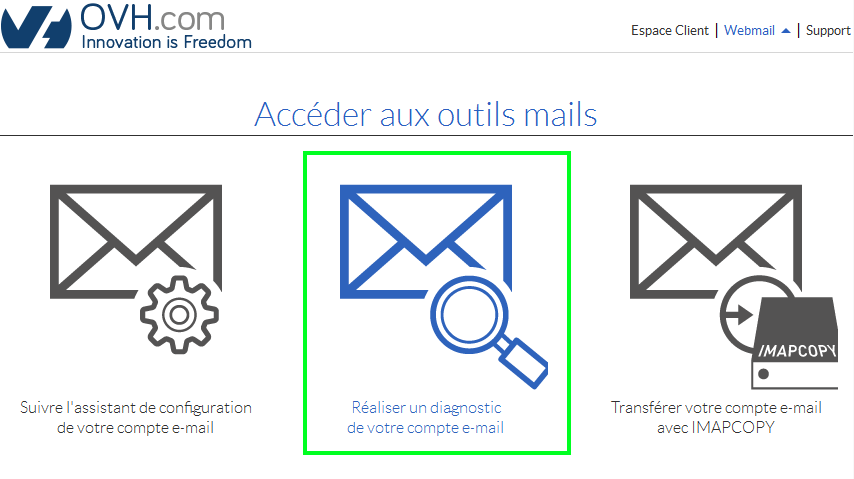 OVH.com
Innovation is Freedom
Espace Client | Webmail | Support
Accéder aux outils mails
Suivre l'assistant de configuration
de votre compte e-mail
Réaliser un diagnostic
de votre compte e-mail
IMAPCOPY
Transférer votre compte e-mail
avec IMAPCOPY